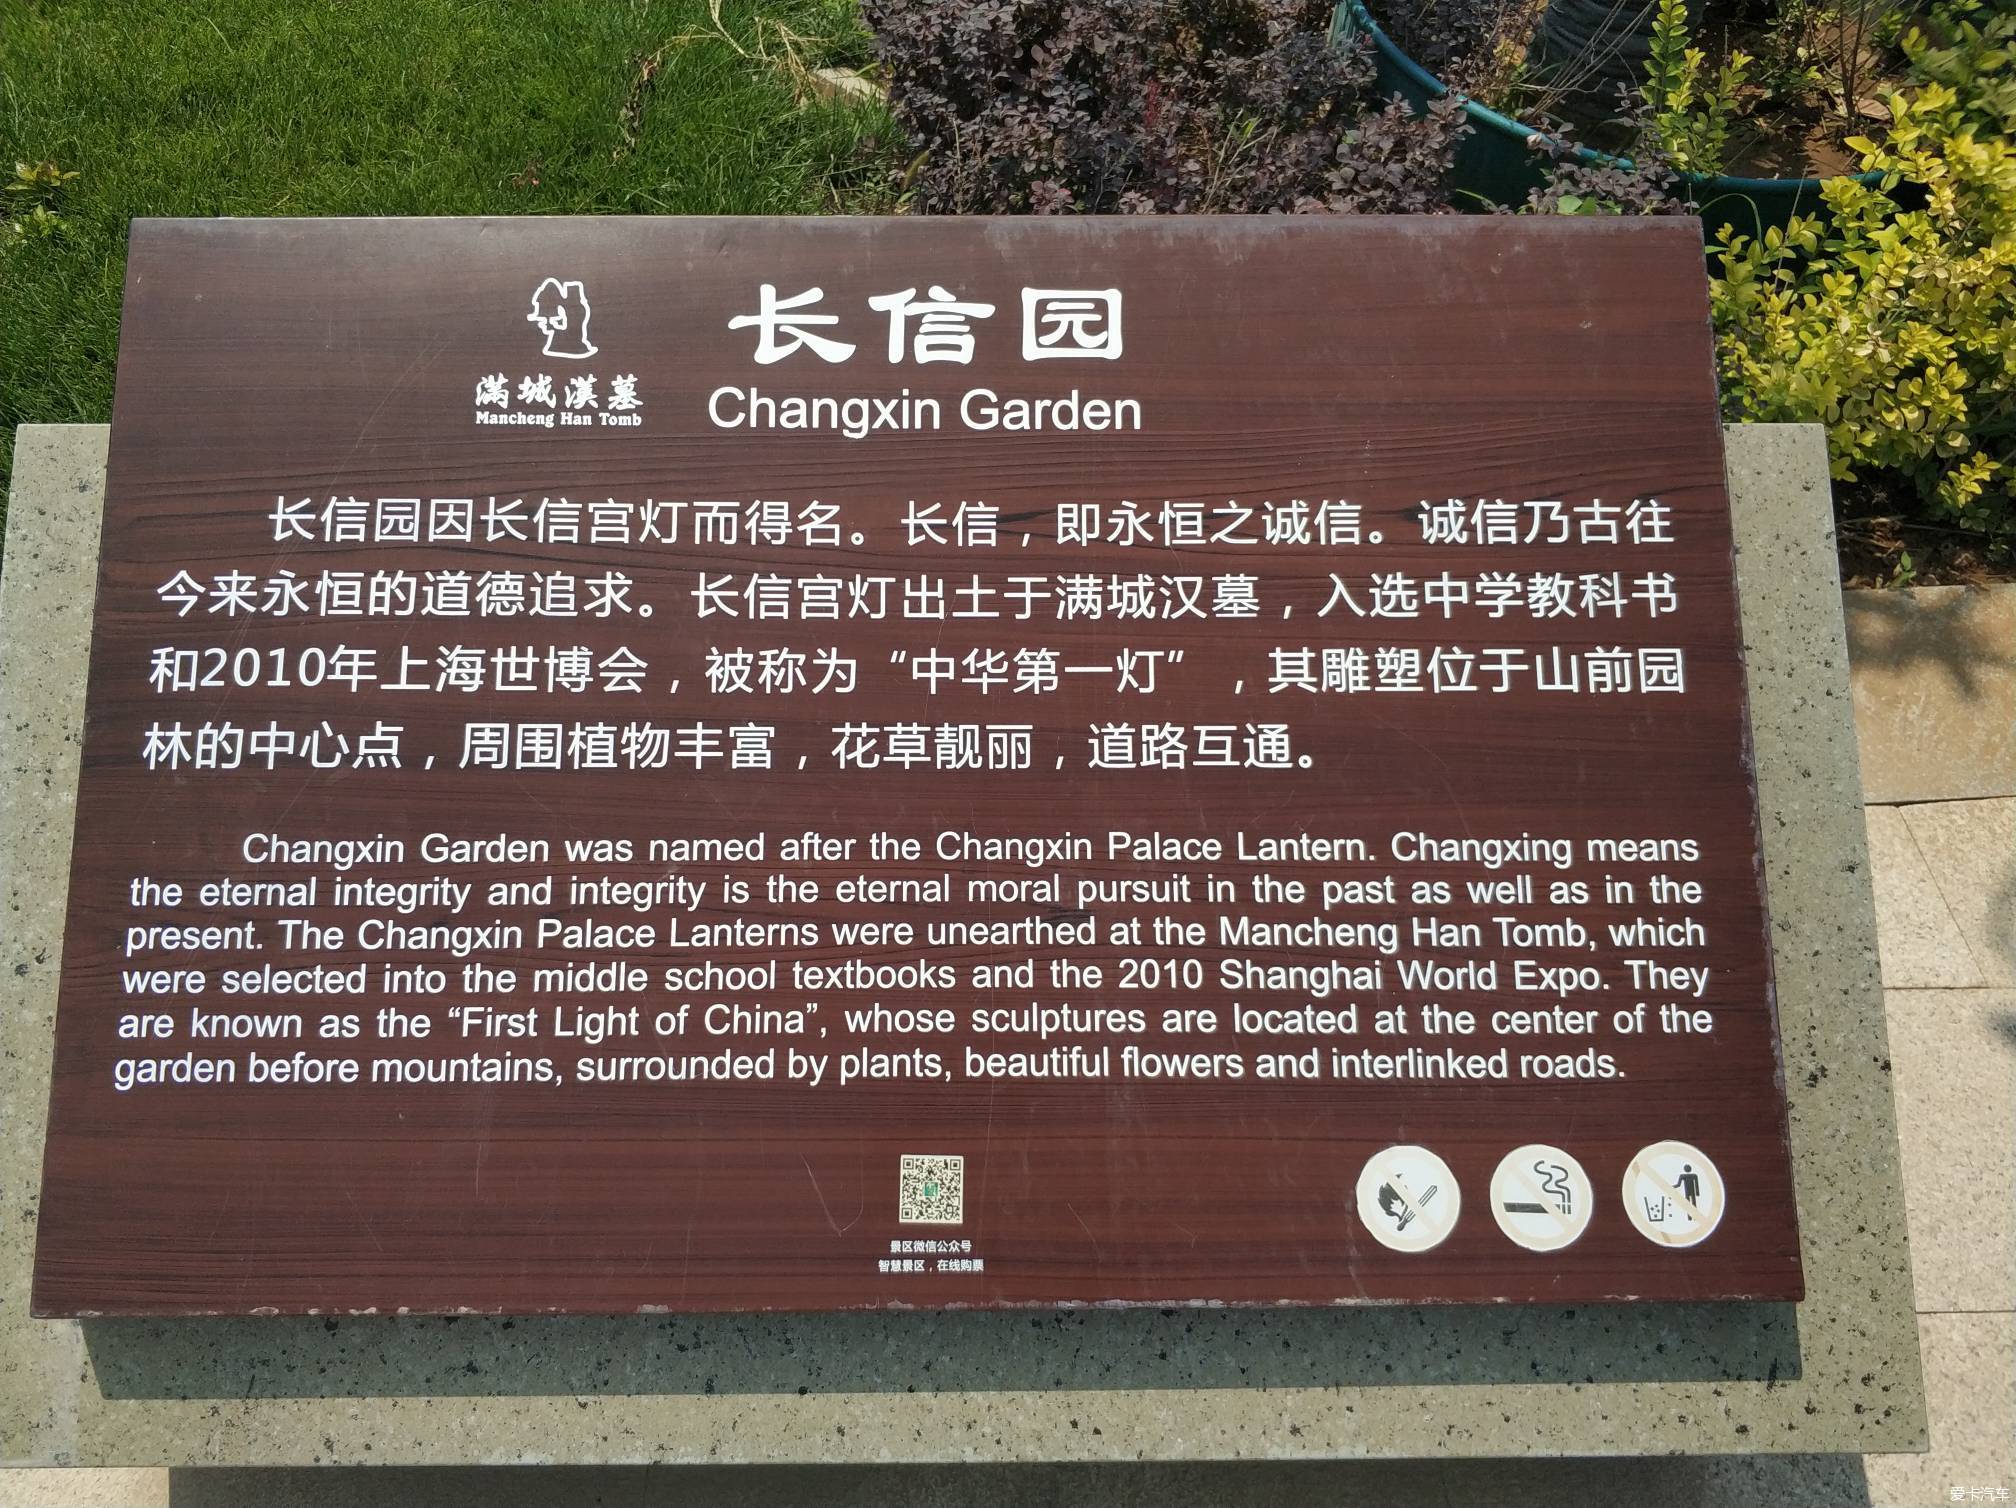 长信园
Changxin Garden
满城漢墓
Mancheng Han Tomb
长信园因长信宫灯而得名。长信，即永恒之诚信。诚信乃古往
今来永恒的道德追求。长信宫灯出土于满城汉墓，入选中学教科书
和2010年上海世博会，被称为“中华第一灯”，其雕塑位于山前园
林的中心点，周围植物丰富，花草靓丽，道路互通。
Changxin Garden was named after the Changxin Palace Lantern. Changxing means
the eternal integrity and integrity is the eternal moral pursuit in the past as well as in the
present. The Changxin Palace Lanterns were unearthed at the Mancheng Han Tomb, which
were selected into the middle school textbooks and the 2010 Shanghai World Expo. They
are known as the “First Light of China”, whose sculptures are located at the center of the
garden before mountains, surrounded by plants, beautiful flowers and interlinked roads.
景区微信公众号
智慧景区，在线购票
爱卡汽车